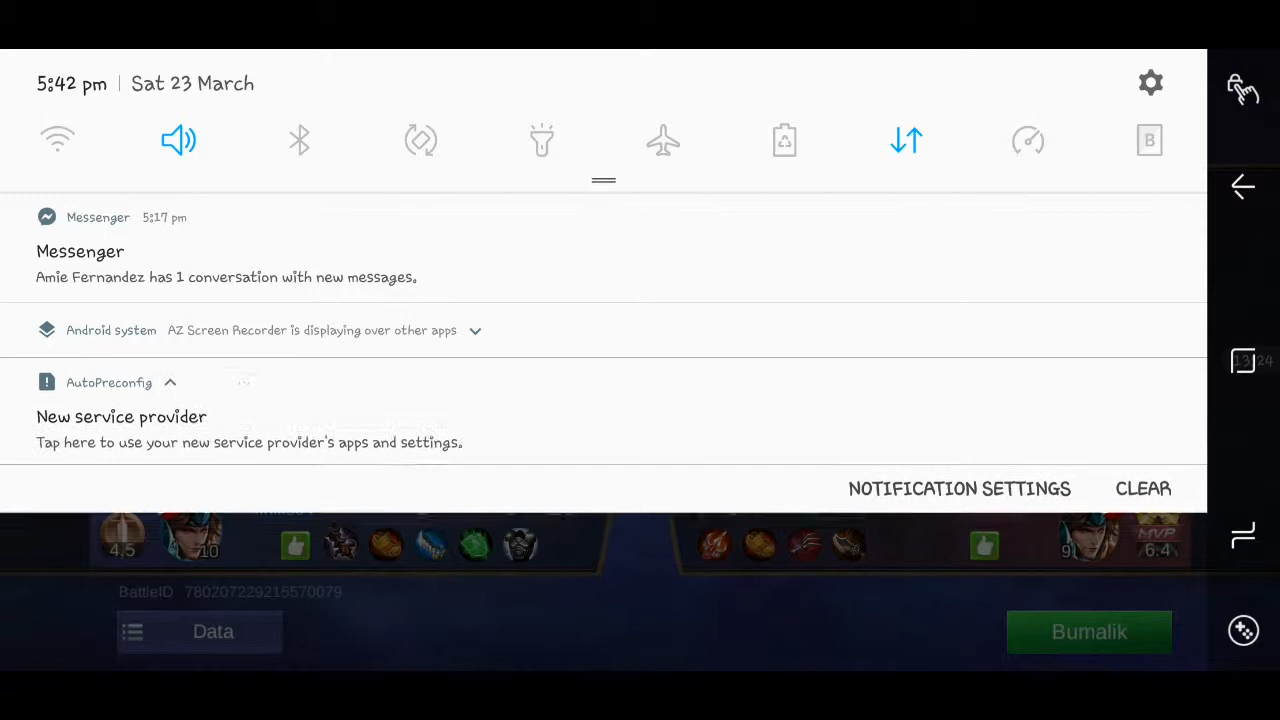 5:42 pm | Sat 23 March
B
Messenger 5:17 pm
Messenger
Amie Fernandez has 1 conversation with new messages.
Android system AZ Screen Recorder is displaying over other apps
AutoPreconfig
New service provider
Tap here to use your new service provider's apps and settings.
NOTIFICATION SETTINGS CLEAR
4.5 10 9 MVP 6.4
BattleID 780207229215570079
Data Bumalik